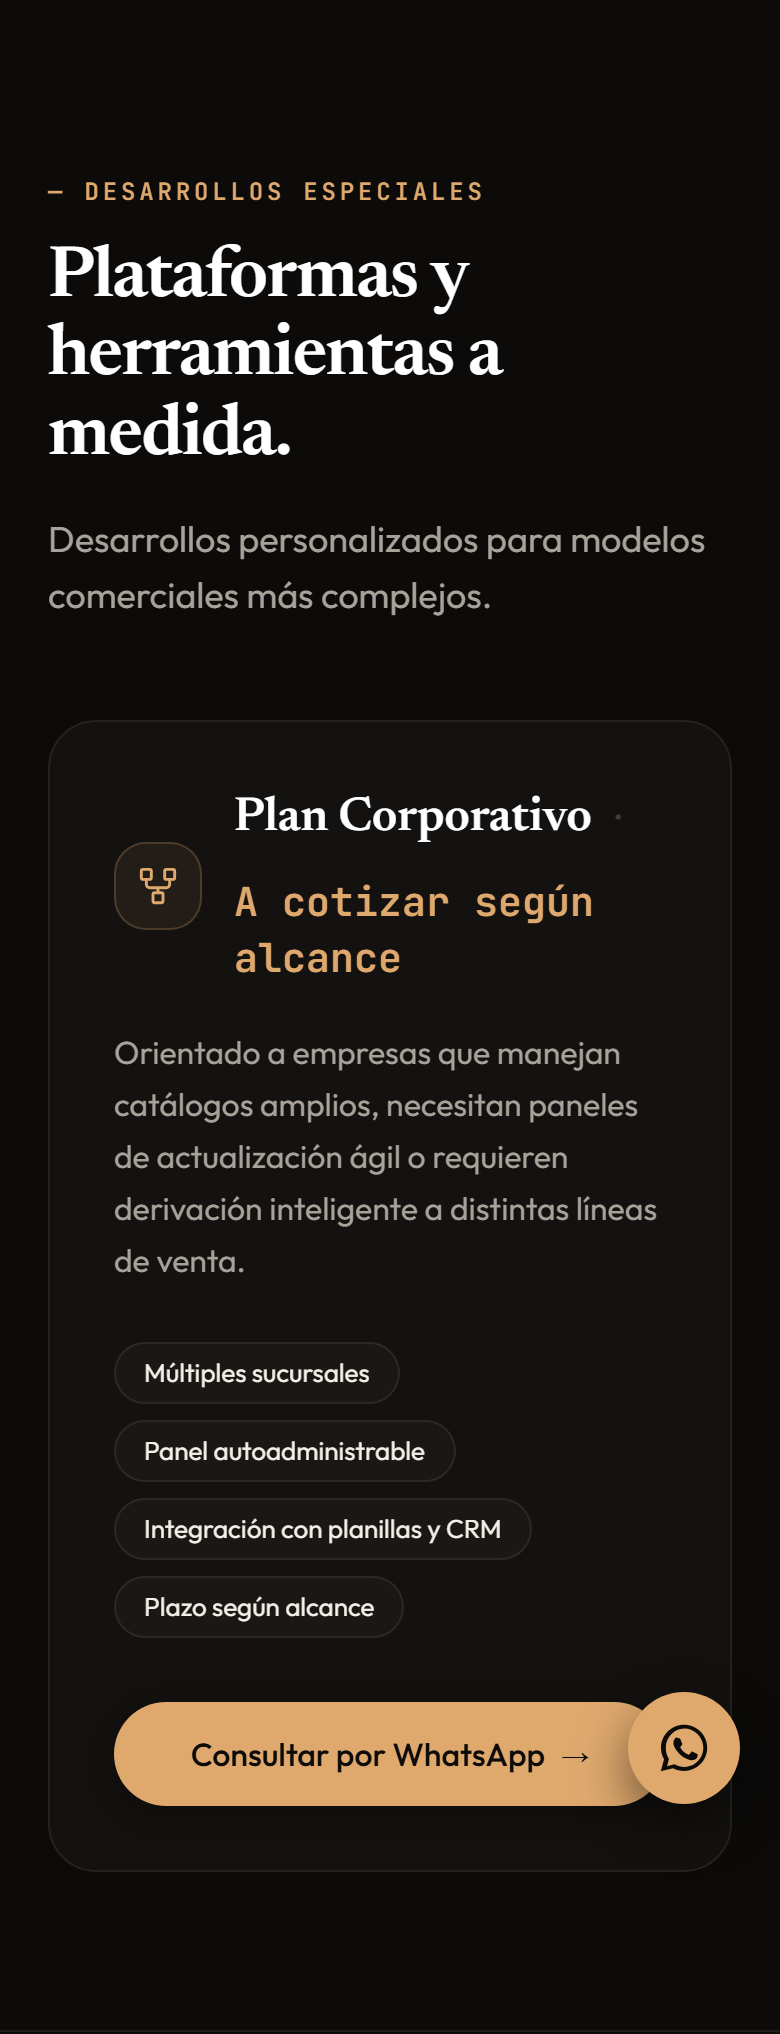 — DESARROLLOS ESPECIALES
Plataformas y
herramientas a
medida.
Desarrollos personalizados para modelos
comerciales más complejos.
Plan Corporativo ·
A cotizar según
alcance
Orientado a empresas que manejan
catálogos amplios, necesitan paneles
de actualización ágil o requieren
derivación inteligente a distintas líneas
de venta.
Múltiples sucursales
Panel autoadministrable
Integración con planillas y CRM
Plazo según alcance
Consultar por WhatsApp →